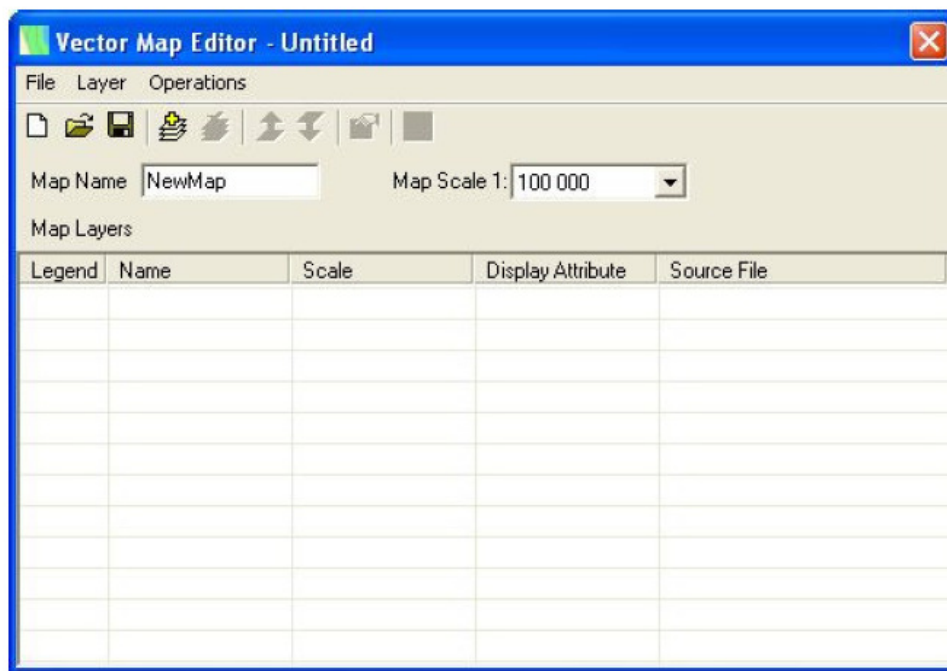 Vector Map Editor - Untitled
File Layer Operations
Map Name NewMap Map Scale 1: 100 000
Map Layers
Legend Name Scale Display Attribute Source File